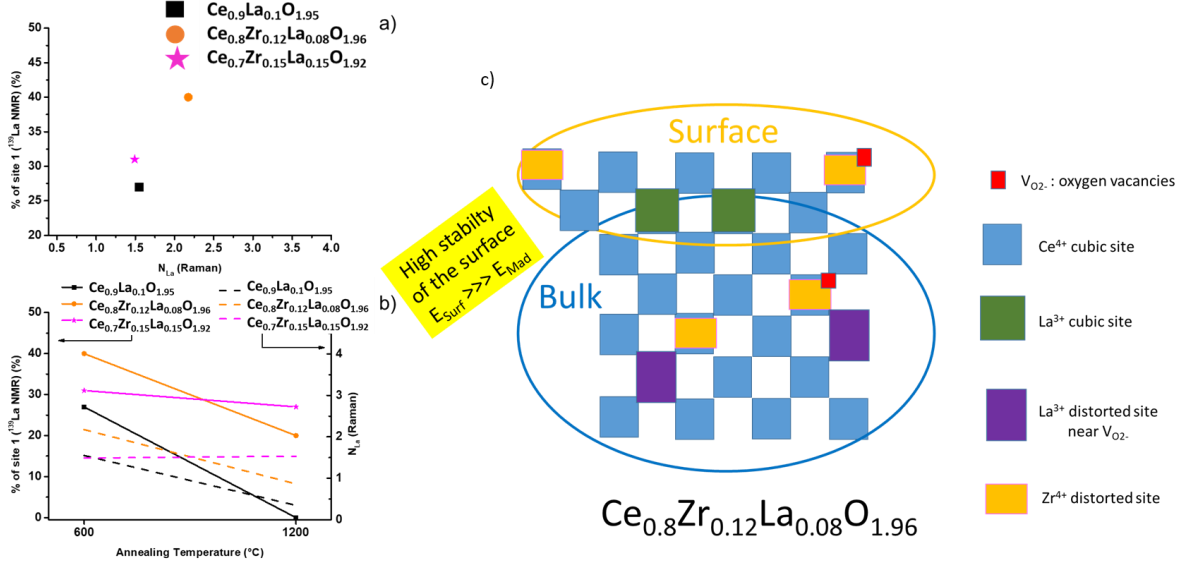 Ce0.9La0.1O1.95
Ce0.8Zr0.12La0.08O1.96
Ce0.7Zr0.15La0.15O1.92
a)
50
45
40
35
30
25
20
% of site 1 (139La NMR) (%)
0.5 1.0 1.5 2.0 2.5 3.0 3.5 4.0
NLa (Raman)
b)
Ce0.9La0.1O1.95
Ce0.8Zr0.12La0.08O1.96
Ce0.7Zr0.15La0.15O1.92
Ce0.9La0.1O1.95
Ce0.8Zr0.12La0.08O1.96
Ce0.7Zr0.15La0.15O1.92
50
40
30
20
10
0
% of site 1 (139La NMR) (%)
4
3
2
1
0
NLa (Raman)
600 1200
Annealing Temperature (°C)
c)
Surface
Bulk
High stabilty
of the surface
ESurf >>> EMad
Ce0.8Zr0.12La0.08O1.96
VO2- : oxygen vacancies
Ce4+ cubic site
La3+ cubic site
La3+ distorted site
near VO2-
Zr4+ distorted site